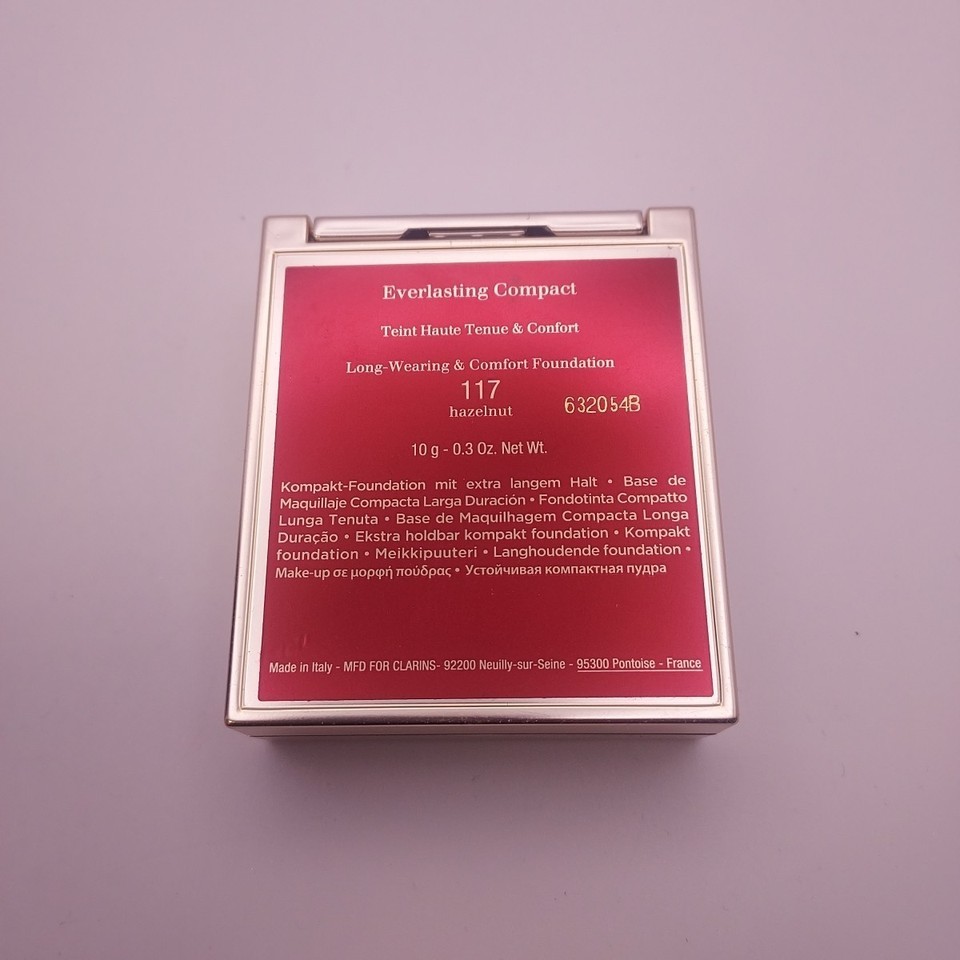 Everlasting Compact
Teint Haute Tenue & Confort
Long-Wearing & Comfort Foundation
117
hazelnut
632054B
10 g - 0.3 Oz. Net Wt.
Kompakt-Foundation mit extra langem Halt • Base de
Maquillaje Compacta Larga Duración • Fondotinta Compatto
Lunga Tenuta • Base de Maquilhagem Compacta Longa
Duração • Ekstra holdbar kompakt foundation • Kompakt
foundation • Meikkipuuteri • Langhoudende foundation •
Make-up σε μορφή πούδρας • Устойчивая компактная пудра
Made in Italy - MFD FOR CLARINS- 92200 Neuilly-sur-Seine - 95300 Pontoise - France